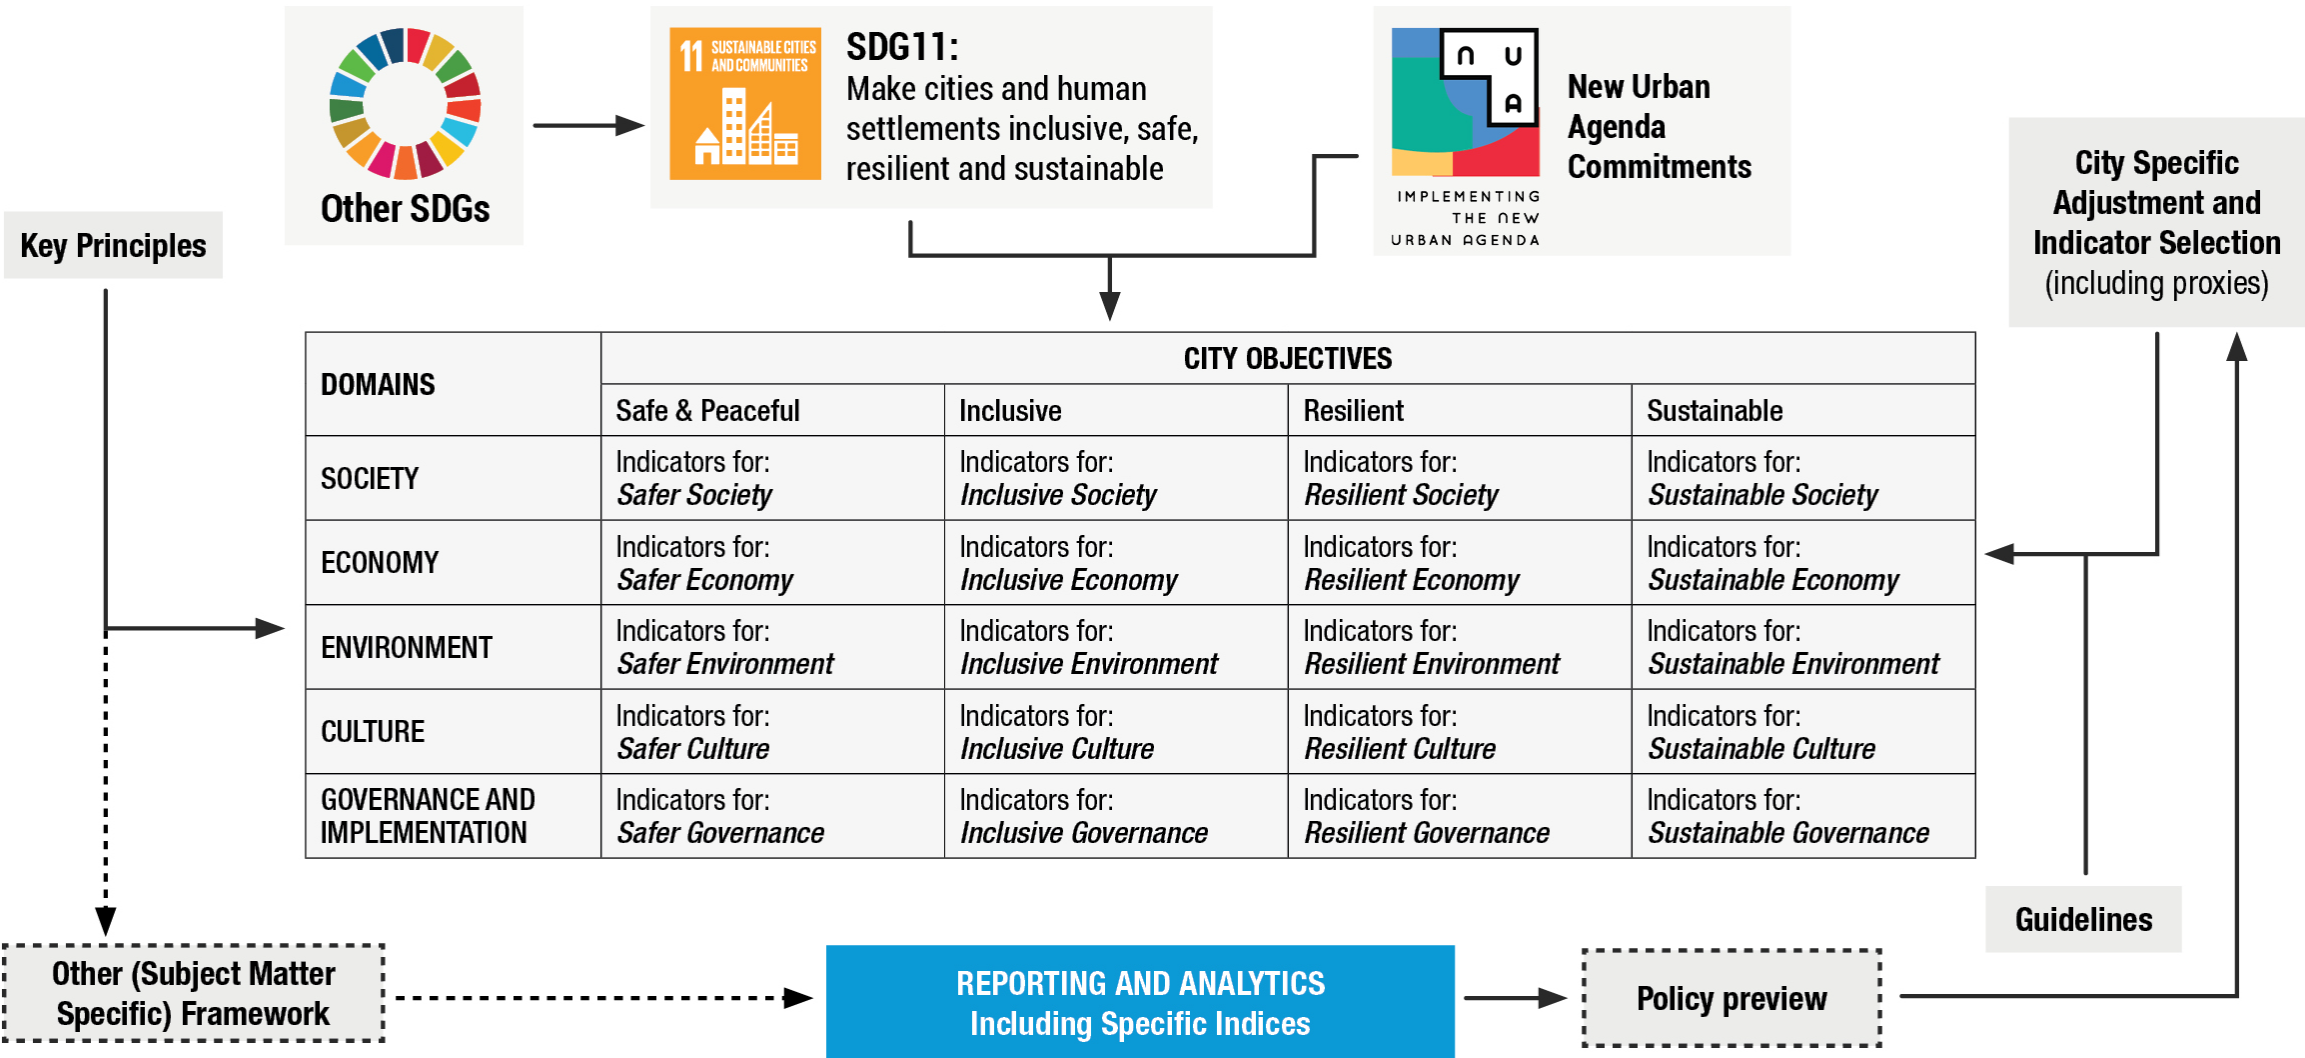 11 SUSTAINABLE CITIES
AND COMMUNITIES
SDG11:
Make cities and human
settlements inclusive, safe,
resilient and sustainable
Other SDGs
NUA
IMPLEMENTING
THE NEW
URBAN AGENDA
New Urban
Agenda
Commitments
City Specific
Adjustment and
Indicator Selection
(including proxies)
Key Principles
DOMAINS
CITY OBJECTIVES
Safe & Peaceful
Inclusive
Resilient
Sustainable
SOCIETY
Indicators for:
Safer Society
Indicators for:
Inclusive Society
Indicators for:
Resilient Society
Indicators for:
Sustainable Society
ECONOMY
Indicators for:
Safer Economy
Indicators for:
Inclusive Economy
Indicators for:
Resilient Economy
Indicators for:
Sustainable Economy
ENVIRONMENT
Indicators for:
Safer Environment
Indicators for:
Inclusive Environment
Indicators for:
Resilient Environment
Indicators for:
Sustainable Environment
CULTURE
Indicators for:
Safer Culture
Indicators for:
Inclusive Culture
Indicators for:
Resilient Culture
Indicators for:
Sustainable Culture
GOVERNANCE AND
IMPLEMENTATION
Indicators for:
Safer Governance
Indicators for:
Inclusive Governance
Indicators for:
Resilient Governance
Indicators for:
Sustainable Governance
Guidelines
Other (Subject Matter
Specific) Framework
REPORTING AND ANALYTICS
Including Specific Indices
Policy preview